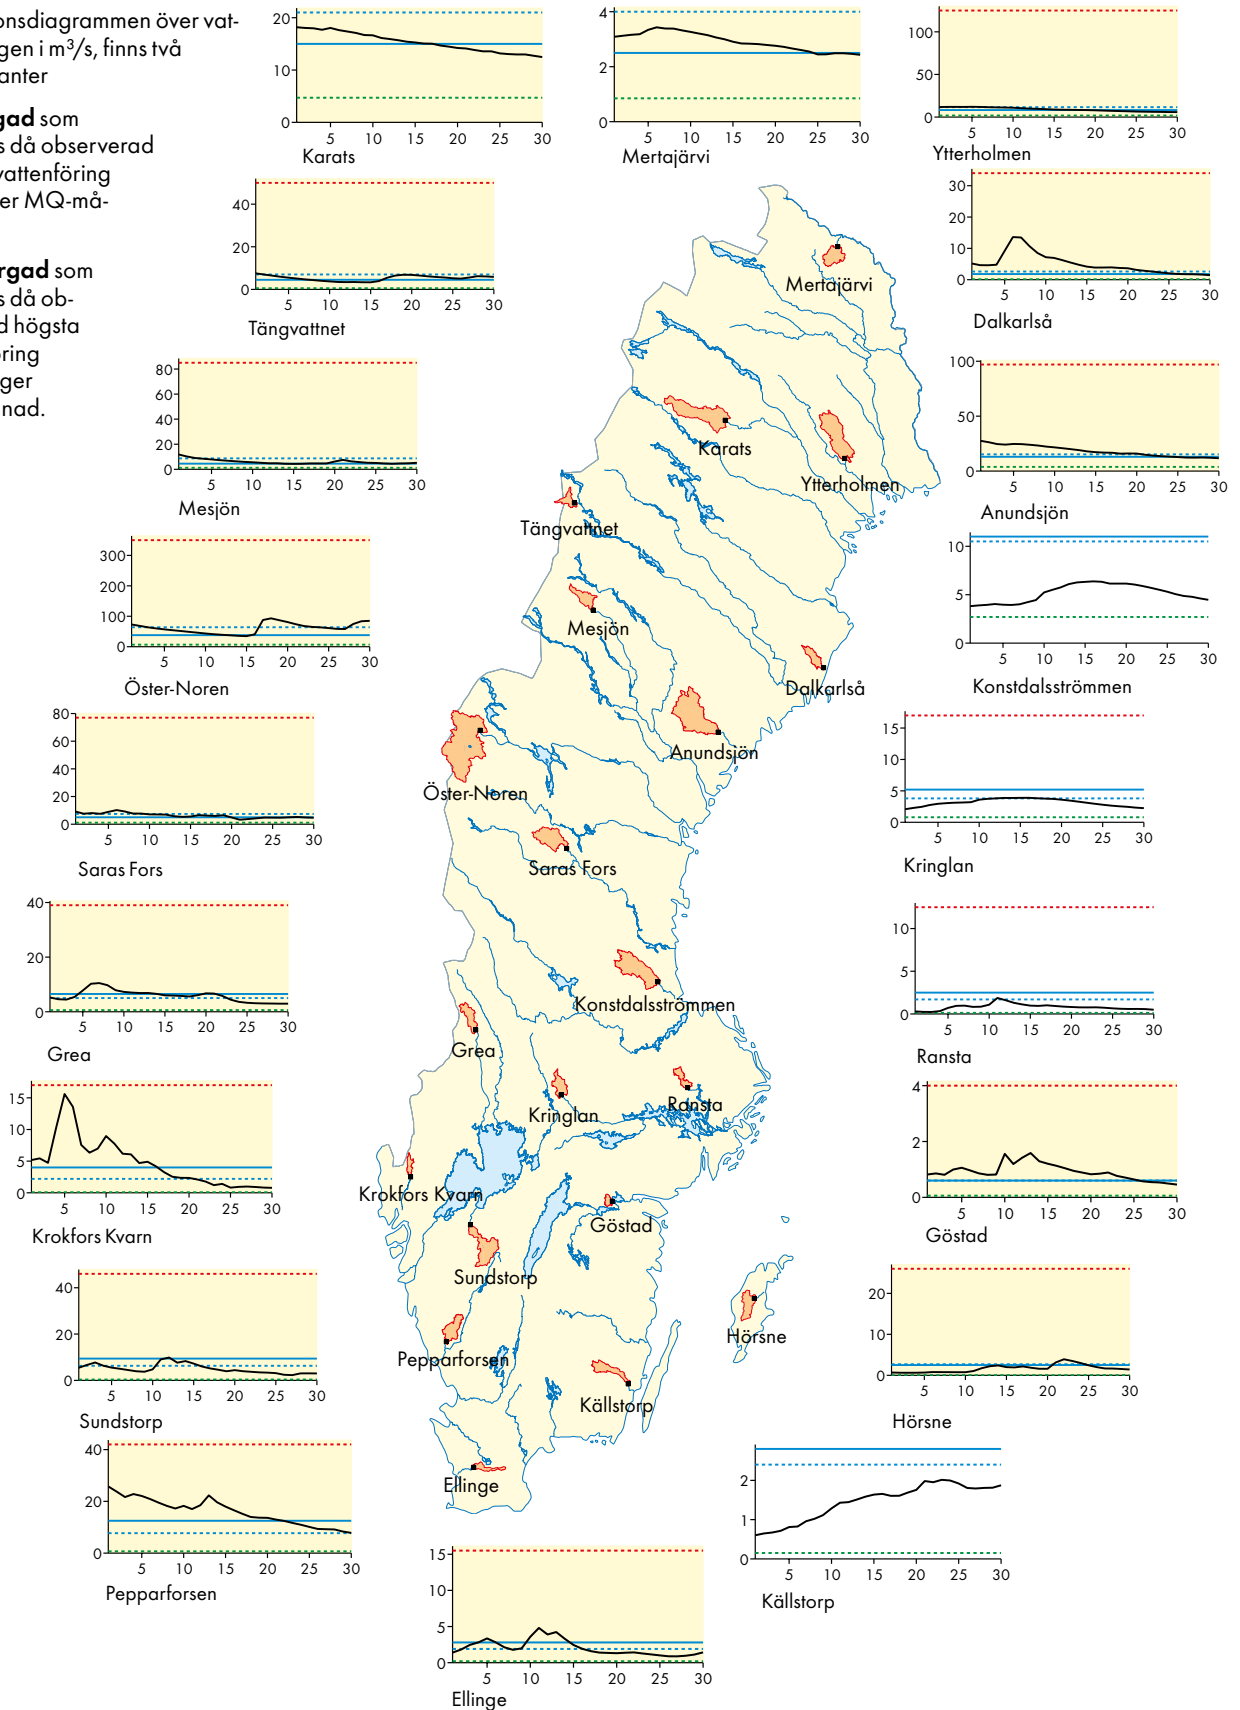 onsdiagrammen över vat-
gen i m³/s, finns två
anter
gad som
s då observerad
vattenföring
er MQ-må-
rgad som
s då ob-
d högsta
öring
ger
nad.
20
10
0
5 10 15 20 25 30
Karats
4
2
0
5 10 15 20 25 30
Mertajärvi
100
50
0
5 10 15 20 25 30
Ytterholmen
40
20
0
5 10 15 20 25 30
Tängvattnet
30
20
10
0
5 10 15 20 25 30
Dalkarlså
80
60
40
20
0
5 10 15 20 25 30
Mesjön
100
50
0
5 10 15 20 25 30
Anundsjön
300
200
100
0
5 10 15 20 25 30
Öster-Noren
10
5
0
5 10 15 20 25 30
Konstdalsströmmen
80
60
40
20
0
5 10 15 20 25 30
Saras Fors
15
10
5
0
5 10 15 20 25 30
Kringlan
40
20
0
5 10 15 20 25 30
Grea
10
5
0
5 10 15 20 25 30
Ransta
15
10
5
0
5 10 15 20 25 30
Krokfors Kvarn
4
2
0
5 10 15 20 25 30
Göstad
40
20
0
5 10 15 20 25 30
Sundstorp
20
10
0
5 10 15 20 25 30
Hörsne
40
20
0
5 10 15 20 25 30
Pepparforsen
2
1
0
5 10 15 20 25 30
Källstorp
15
10
5
0
5 10 15 20 25 30
Ellinge
Mertajärvi
Karats
Ytterholmen
Tängvattnet
Mesjön
Dalkarlså
Anundsjön
Öster-Noren
Saras Fors
Konstdalsströmmen
Grea
Kringlan
Ransta
Krokfors Kvarn
Göstad
Sundstorp
Hörsne
Pepparforsen
Källstorp
Ellinge